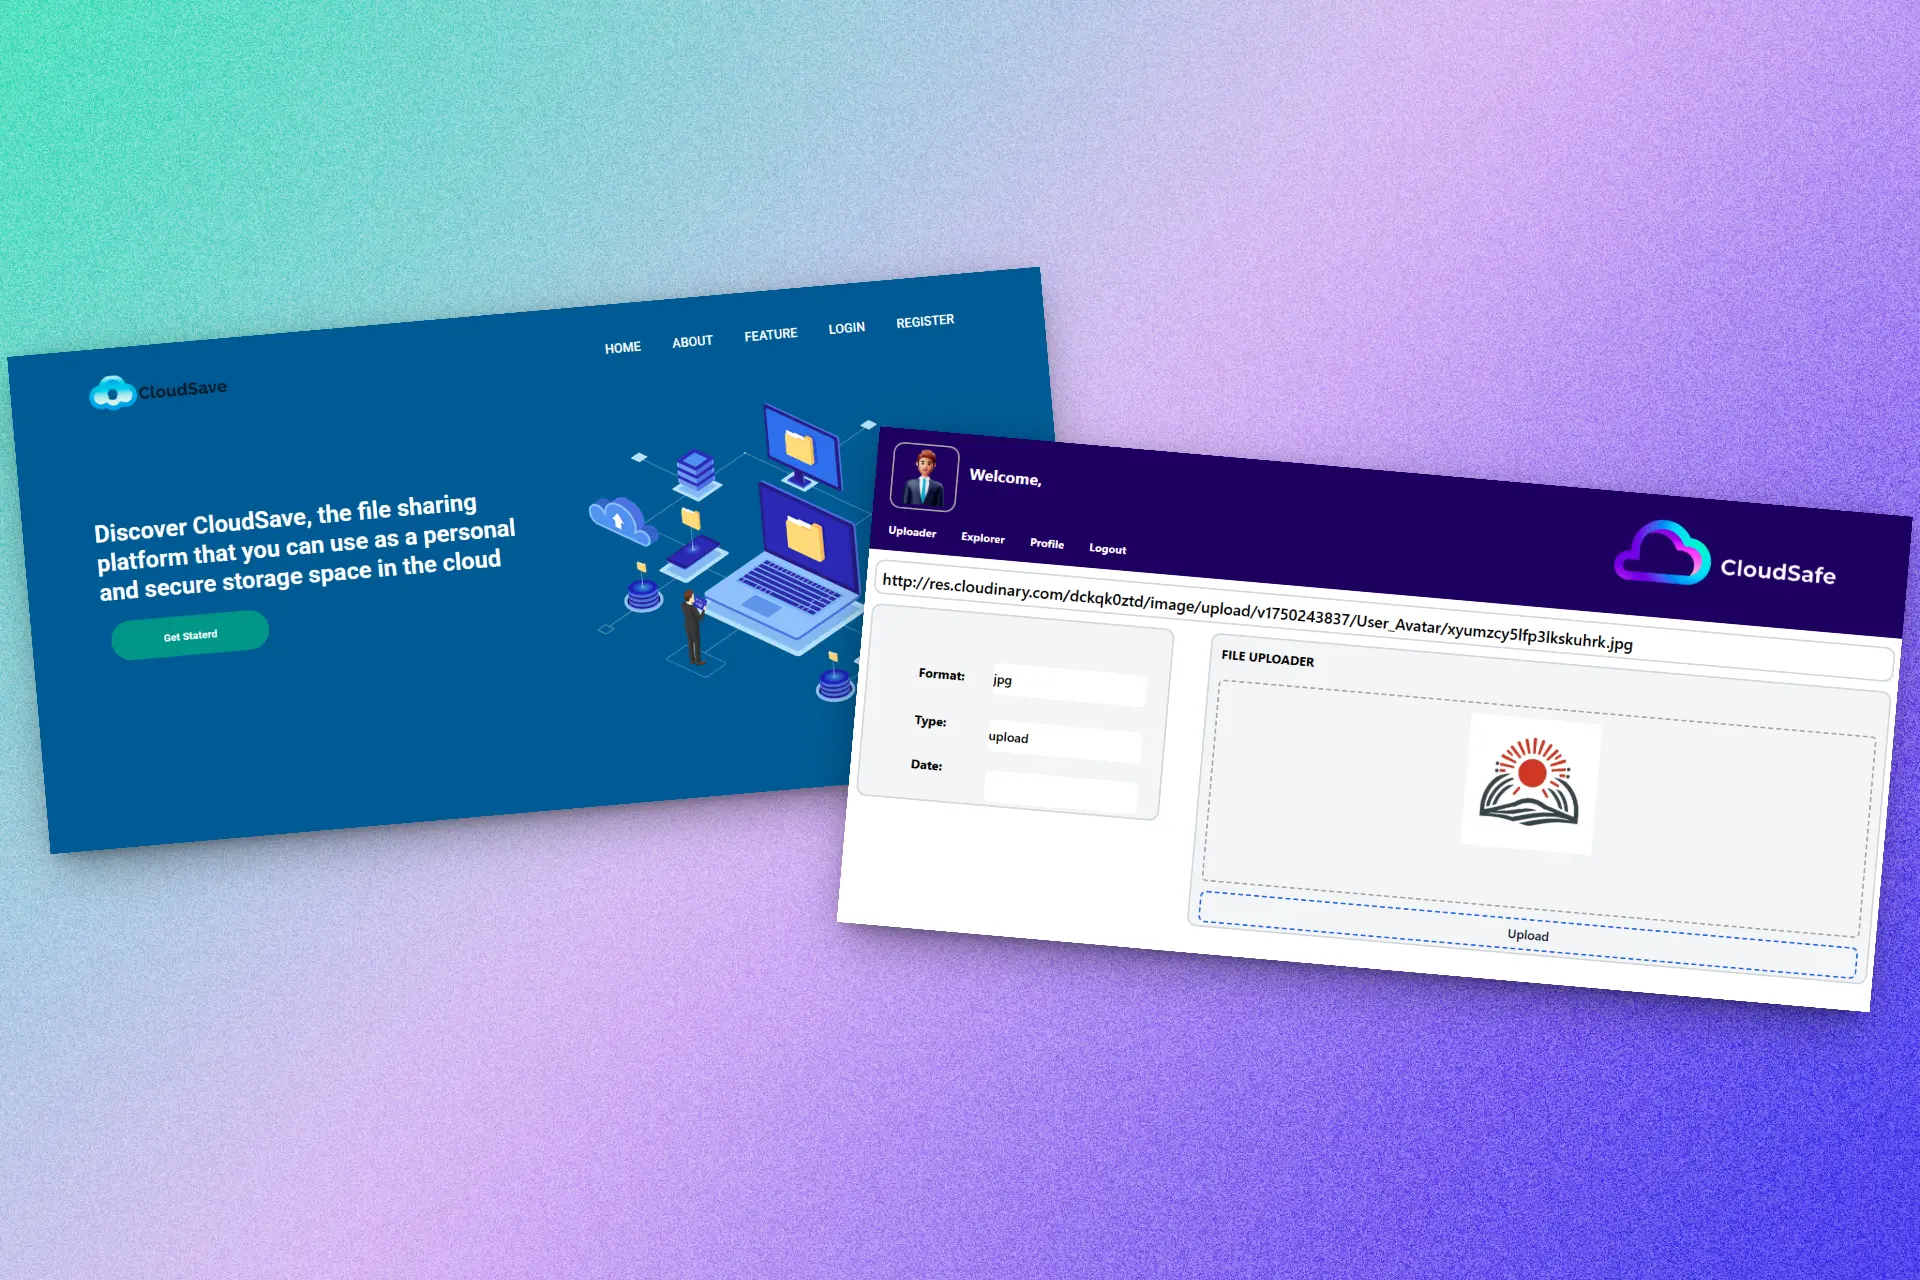 HOME ABOUT FEATURE LOGIN REGISTER
CloudSave
Discover CloudSave, the file sharing
platform that you can use as a personal
and secure storage space in the cloud
Get Staterd
Welcome,
Uploader Explorer Profile Logout
CloudSafe
http://res.cloudinary.com/dckqk0ztd/image/upload/v1750243837/User_Avatar/xyumzcy5lfp3lkskuhrk.jpg
Format: jpg
Type: upload
Date:
FILE UPLOADER
Upload